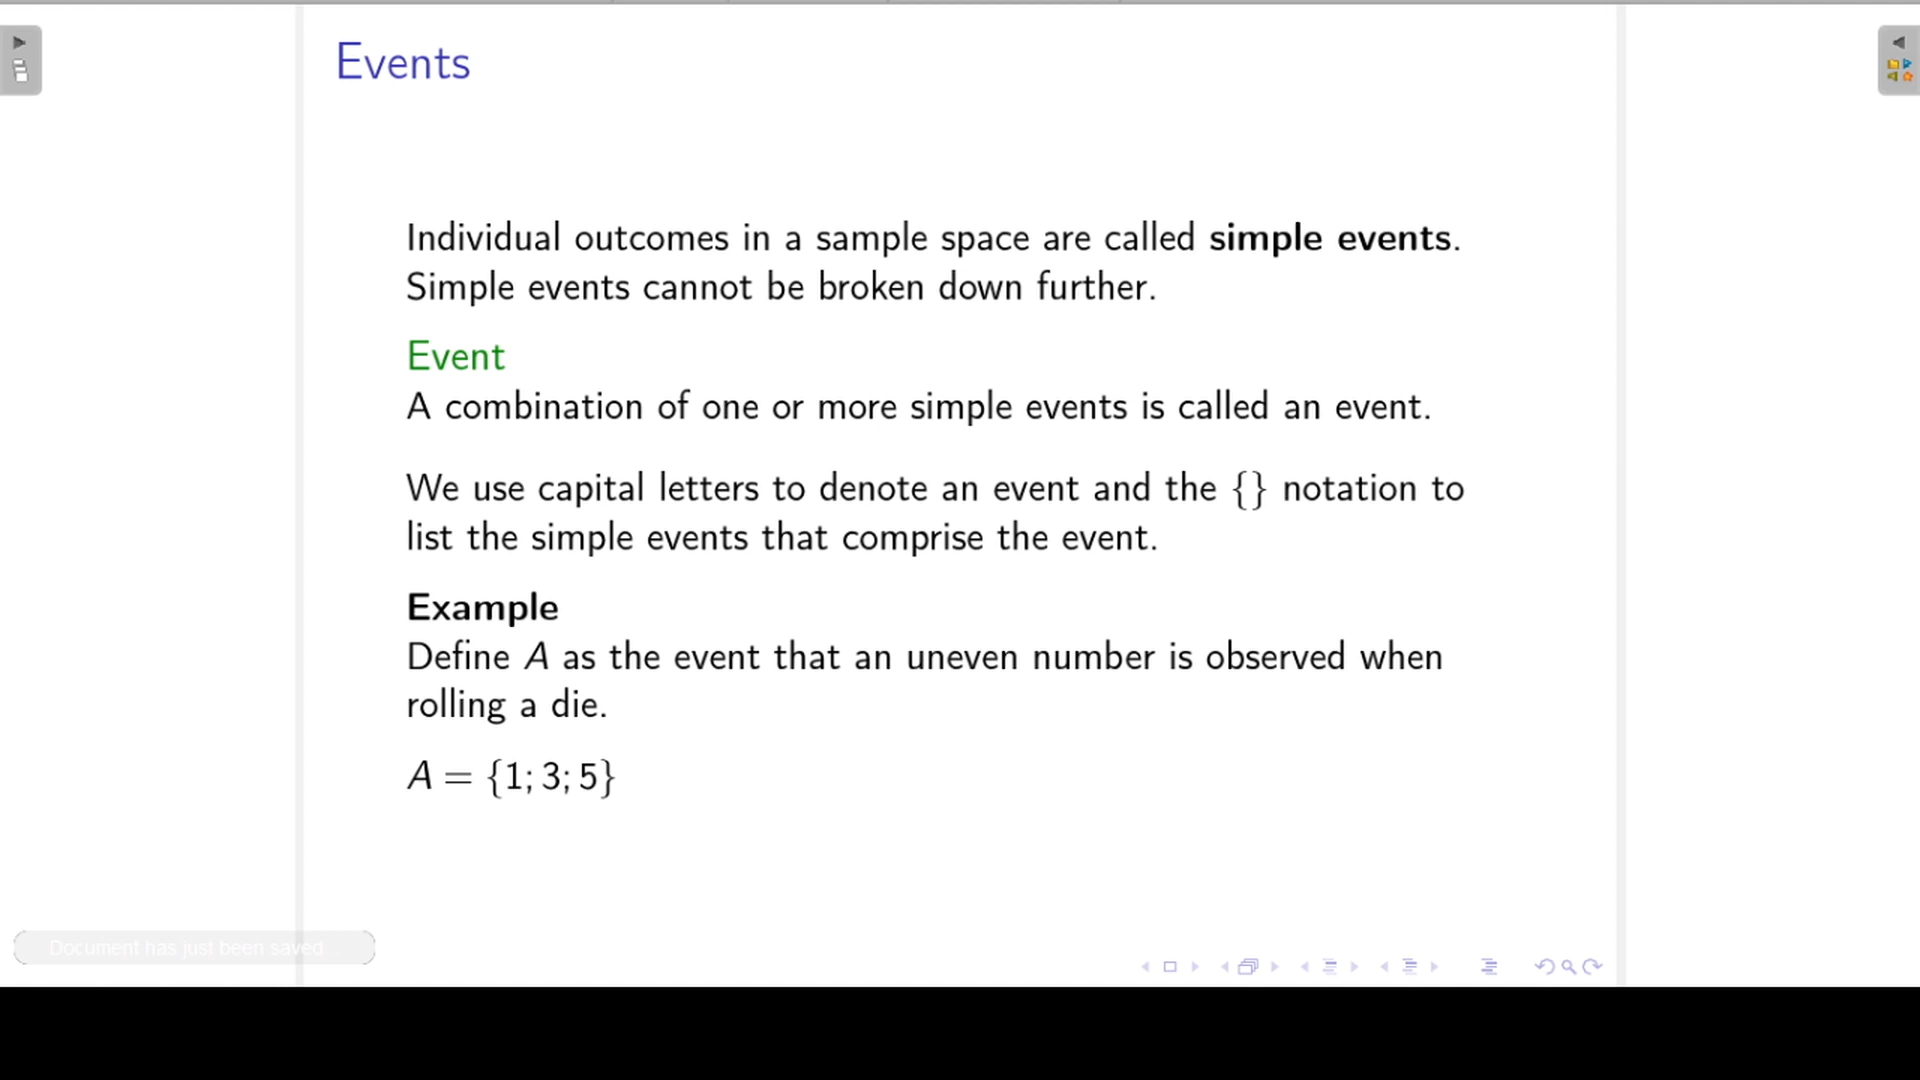 Events
Individual outcomes in a sample space are called simple events.
Simple events cannot be broken down further.
Event
A combination of one or more simple events is called an event.
We use capital letters to denote an event and the {} notation to
list the simple events that comprise the event.
Example
Define A as the event that an uneven number is observed when
rolling a die.
A = {1; 3; 5}
Document has just been saved...